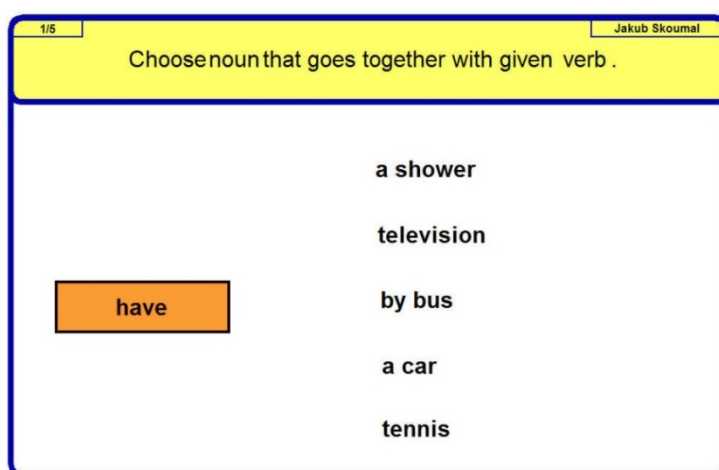 1/5
Jakub Skoumal
Choose noun that goes together with given verb .
a shower
television
have
by bus
a car
tennis